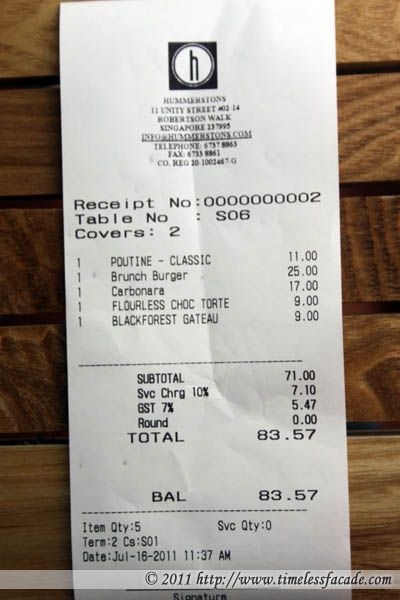 h
HUMMERSTONS
11 UNITY STREET #02-14
ROBERTSON WALK
SINGAPORE 237995
INFO@HUMMERSTONS.COM
TELEPHONE: 6737 8863
FAX: 6733 8861
CO. REG 20-1002467-G
Receipt No:0000000002
Table No : S06
Covers: 2
1 POUTINE - CLASSIC 11.00
1 Brunch Burger 25.00
1 Carbonara 17.00
1 FLOURLESS CHOC TORTE 9.00
1 BLACKFOREST GATEAU 9.00
SUBTOTAL 71.00
Svc Chrg 10% 7.10
GST 7% 5.47
Round 0.00
TOTAL 83.57
BAL 83.57
Item Qty:5 Svc Qty:0
Term:2 Cs:S01
Date:Jul-16-2011 11:37 AM
© 2011 http://www.timelessfacade.com/
Signature